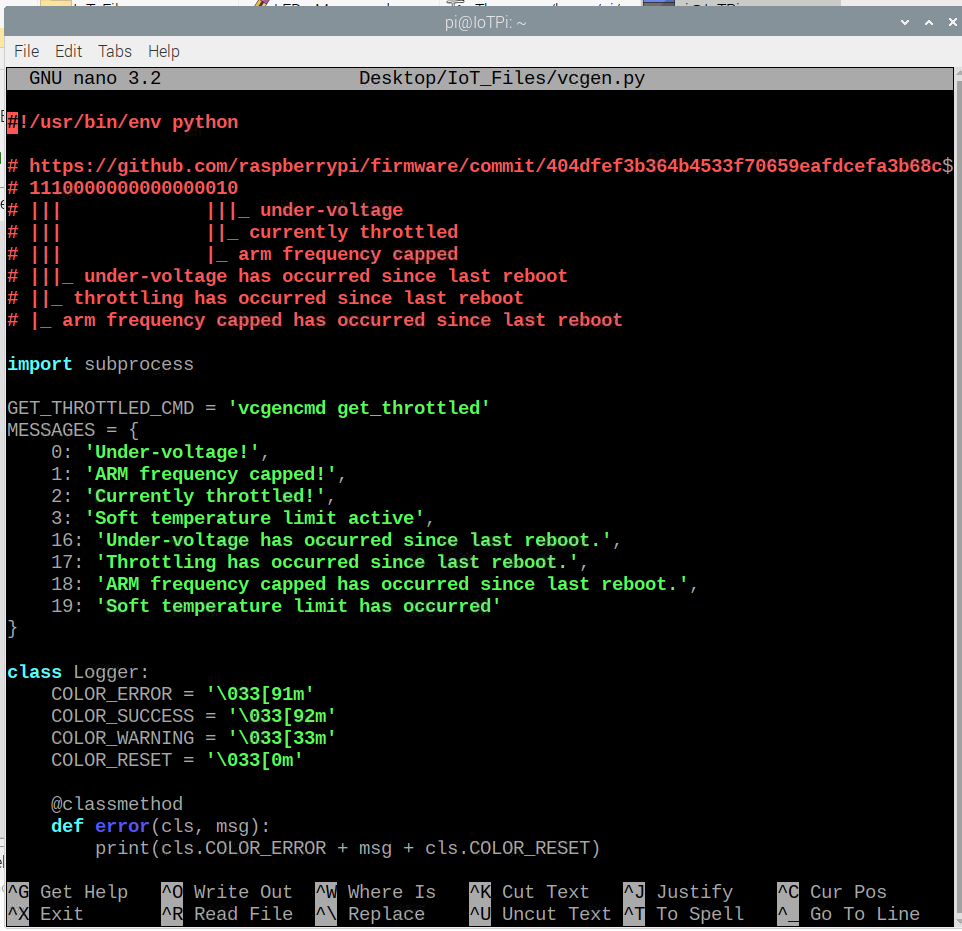 pi@IoTPi: ~
File Edit Tabs Help
GNU nano 3.2 Desktop/IoT_Files/vcgen.py
#!/usr/bin/env python
# https://github.com/raspberrypi/firmware/commit/404dfef3b364b4533f70659eafdcefa3b68c$
# 1110000000000000010
# ||| |||_ under-voltage
# ||| ||_ currently throttled
# ||| |_ arm frequency capped
# |||_ under-voltage has occurred since last reboot
# ||_ throttling has occurred since last reboot
# |_ arm frequency capped has occurred since last reboot
import subprocess
GET_THROTTLED_CMD = 'vcgencmd get_throttled'
MESSAGES = {
    0: 'Under-voltage!',
    1: 'ARM frequency capped!',
    2: 'Currently throttled!',
    3: 'Soft temperature limit active',
    16: 'Under-voltage has occurred since last reboot.',
    17: 'Throttling has occurred since last reboot.',
    18: 'ARM frequency capped has occurred since last reboot.',
    19: 'Soft temperature limit has occurred'
}
class Logger:
    COLOR_ERROR = '\033[91m'
    COLOR_SUCCESS = '\033[92m'
    COLOR_WARNING = '\033[33m'
    COLOR_RESET = '\033[0m'
    @classmethod
    def error(cls, msg):
        print(cls.COLOR_ERROR + msg + cls.COLOR_RESET)
^G Get Help ^O Write Out ^W Where Is ^K Cut Text ^J Justify ^C Cur Pos
^X Exit ^R Read File ^\ Replace ^U Uncut Text ^T To Spell ^_ Go To Line